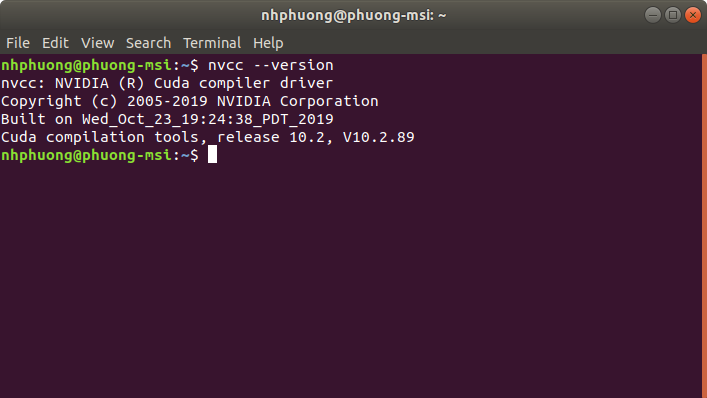 nhphuong@phuong-msi: ~
File Edit View Search Terminal Help
nhphuong@phuong-msi:~$ nvcc --version
nvcc: NVIDIA (R) Cuda compiler driver
Copyright (c) 2005-2019 NVIDIA Corporation
Built on Wed_Oct_23_19:24:38_PDT_2019
Cuda compilation tools, release 10.2, V10.2.89
nhphuong@phuong-msi:~$